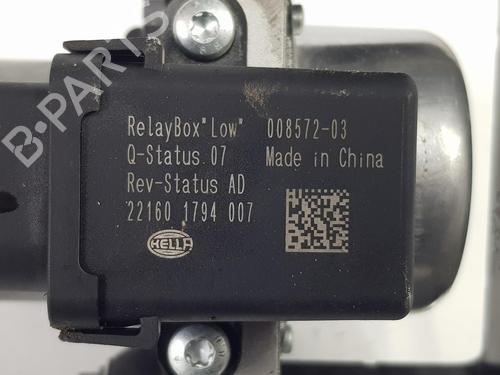 B-PARTS
RelayBox"Low" 008572-03
Q-Status 07 Made in China
Rev-Status AD
22160 1794 007
HELLA